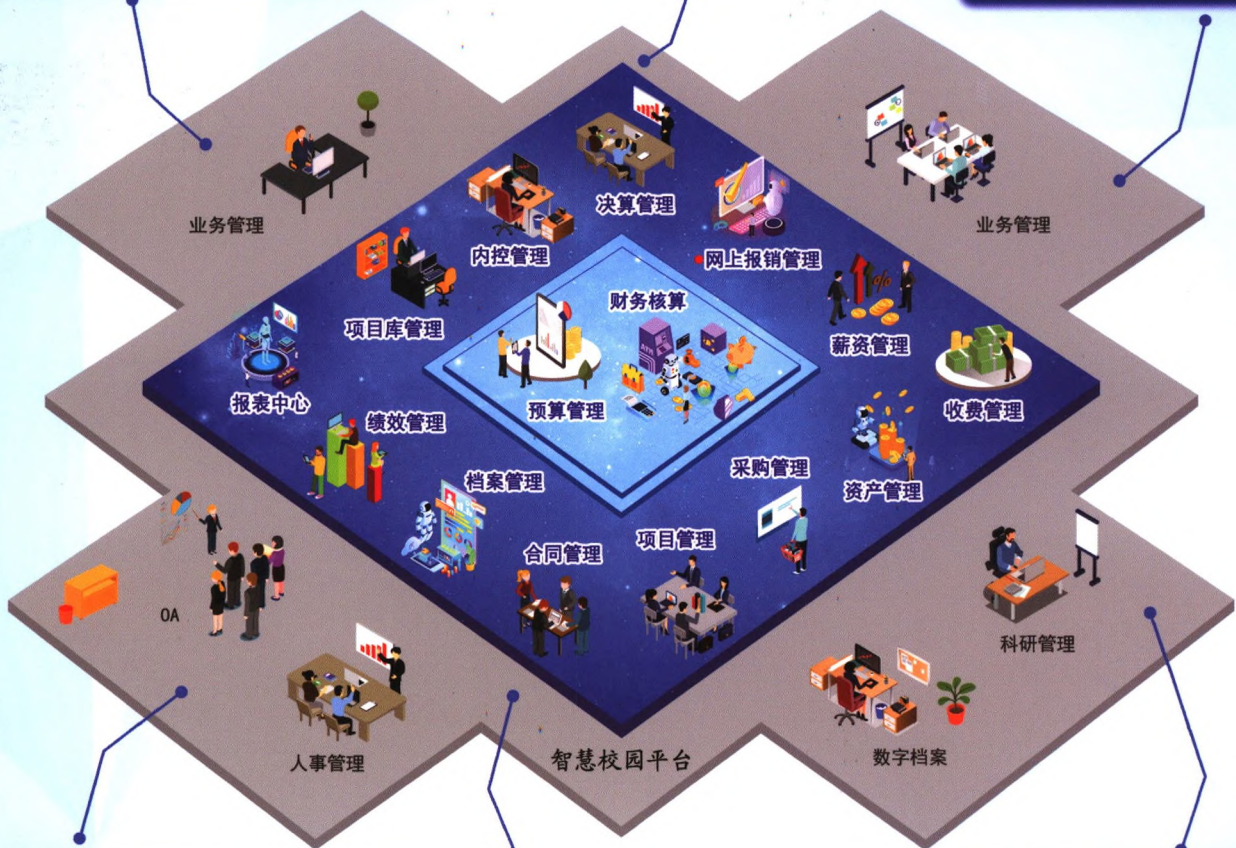 决算管理
业务管理
业务管理
内控管理
网上报销管理
财务核算
项目库管理
薪资管理
ATM
报表中心
预算管理
收费管理
绩效管理
采购管理
档案管理
资产管理
合同管理
项目管理
OA
科研管理
人事管理
智慧校园平台
数字档案